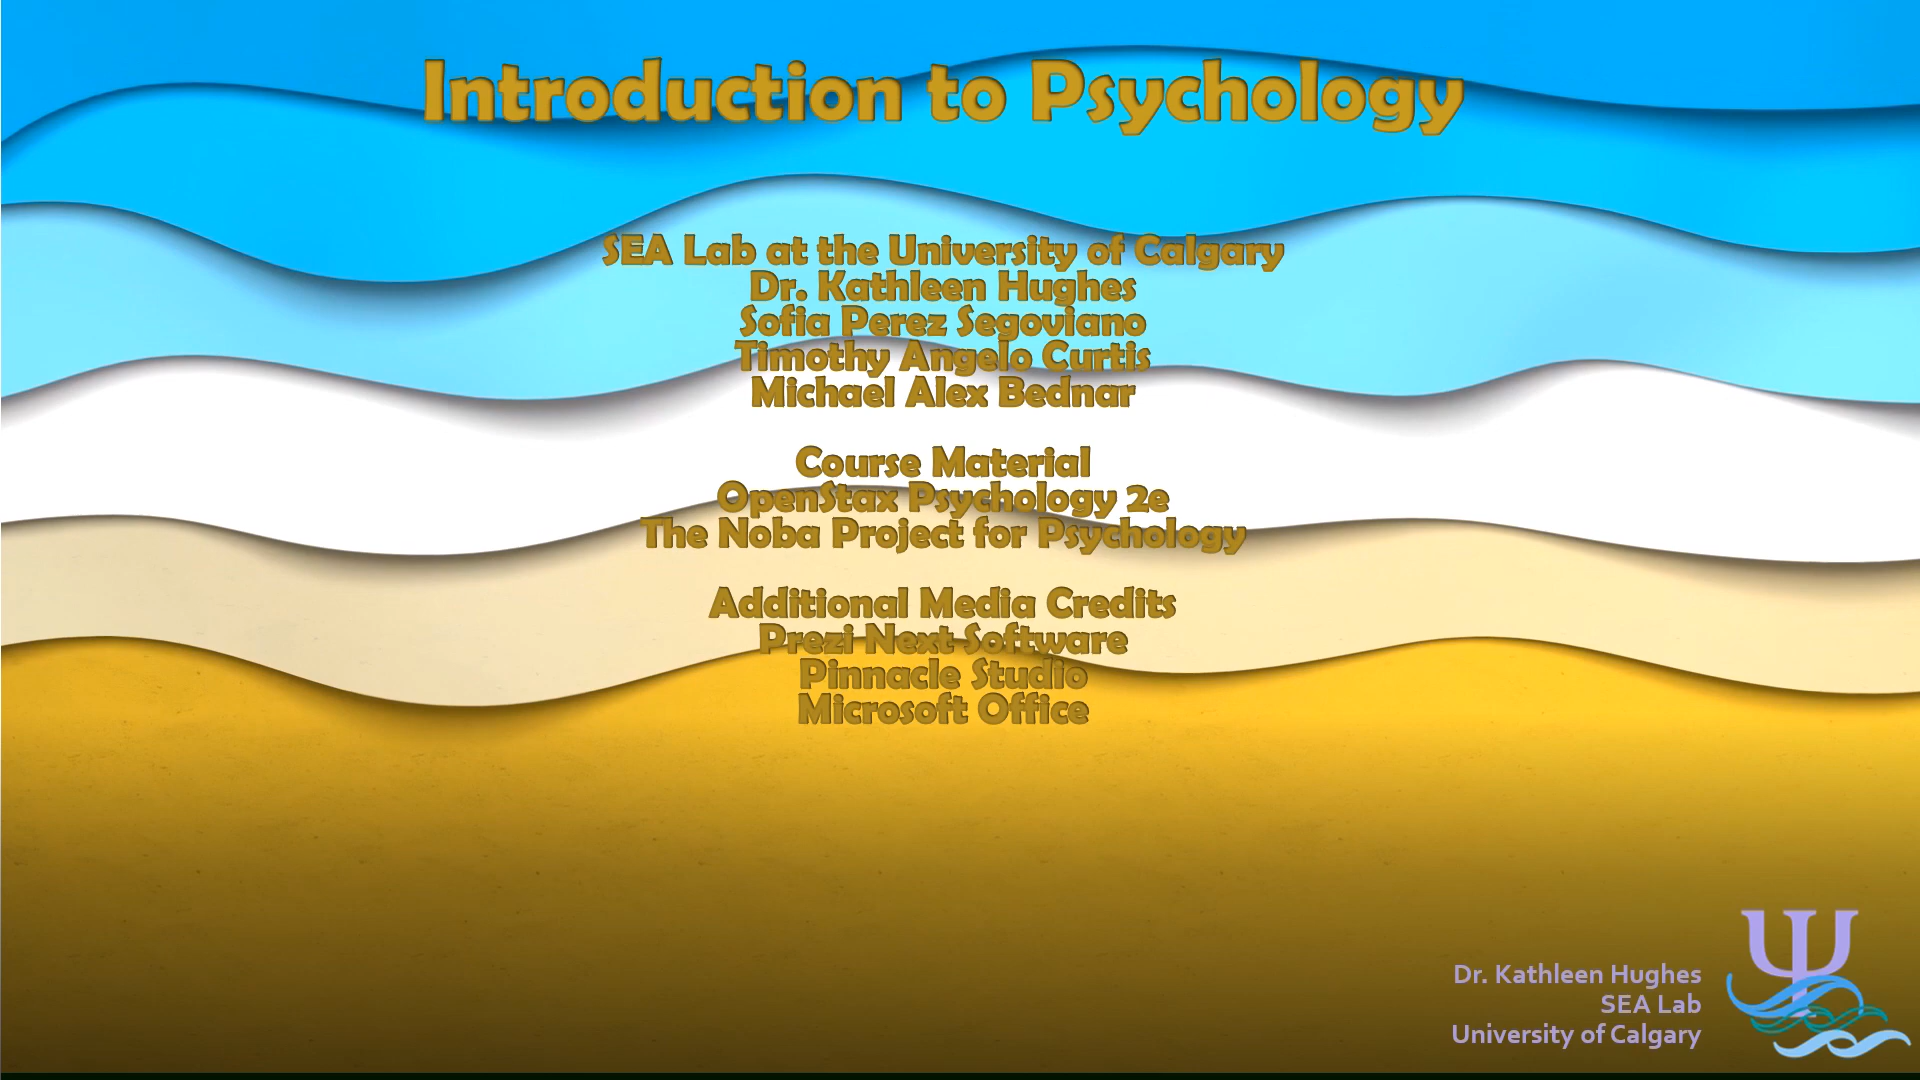 Introduction to Psychology
SEA Lab at the University of Calgary
Dr. Kathleen Hughes
Sofia Perez Segoviano
Timothy Angelo Curtis
Michael Alex Bednar
Course Material
OpenStax Psychology 2e
The Noba Project for Psychology
Additional Media Credits
Prezi Next Software
Pinnacle Studio
Microsoft Office
Dr. Kathleen Hughes
SEA Lab
University of Calgary